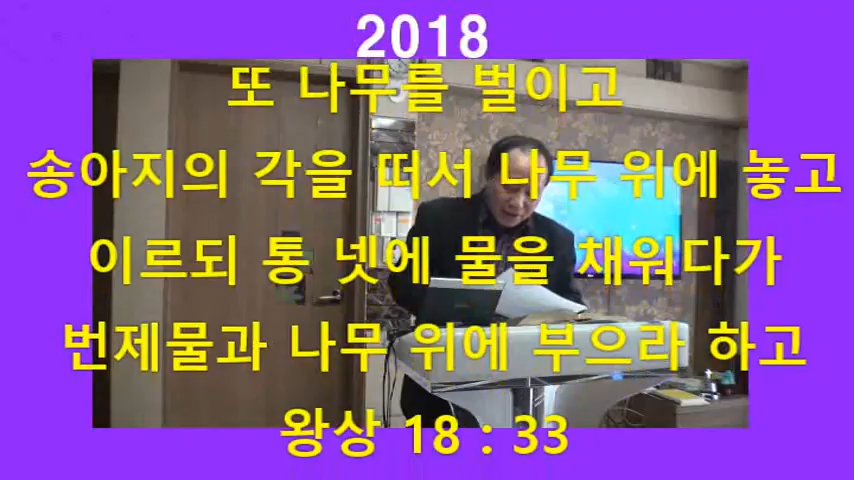 2018
또 나무를 벌이고
송아지의 각을 떠서 나무 위에 놓고
이르되 통 넷에 물을 채워다가
번제물과 나무 위에 부으라 하고
왕상 18 : 33